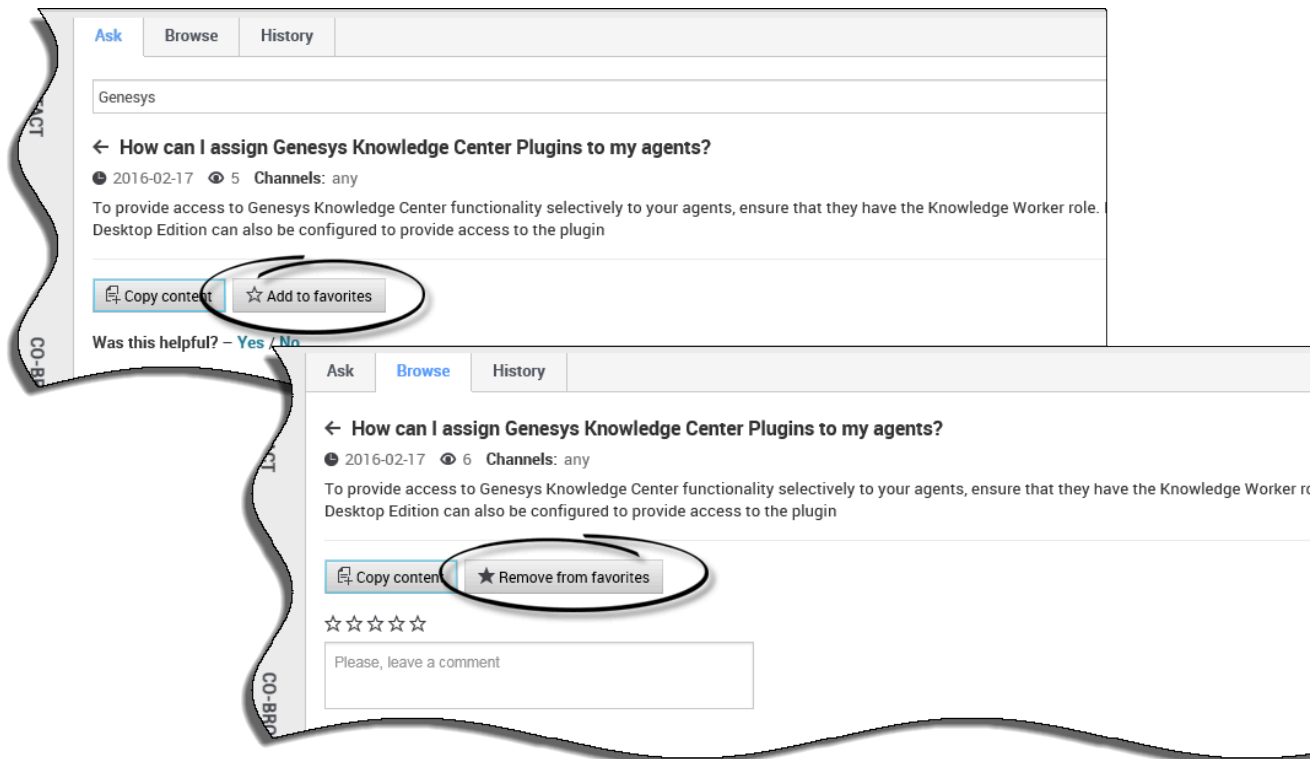 Ask Browse History
Genesys
How can I assign Genesys Knowledge Center Plugins to my agents?
2016-02-17 5 Channels: any
To provide access to Genesys Knowledge Center functionality selectively to your agents, ensure that they have the Knowledge Worker role.
Desktop Edition can also be configured to provide access to the plugin
Copy content Add to favorites
Was this helpful? – Yes / No
Ask Browse History
How can I assign Genesys Knowledge Center Plugins to my agents?
2016-02-17 6 Channels: any
To provide access to Genesys Knowledge Center functionality selectively to your agents, ensure that they have the Knowledge Worker
Desktop Edition can also be configured to provide access to the plugin
Copy content Remove from favorites
Please, leave a comment